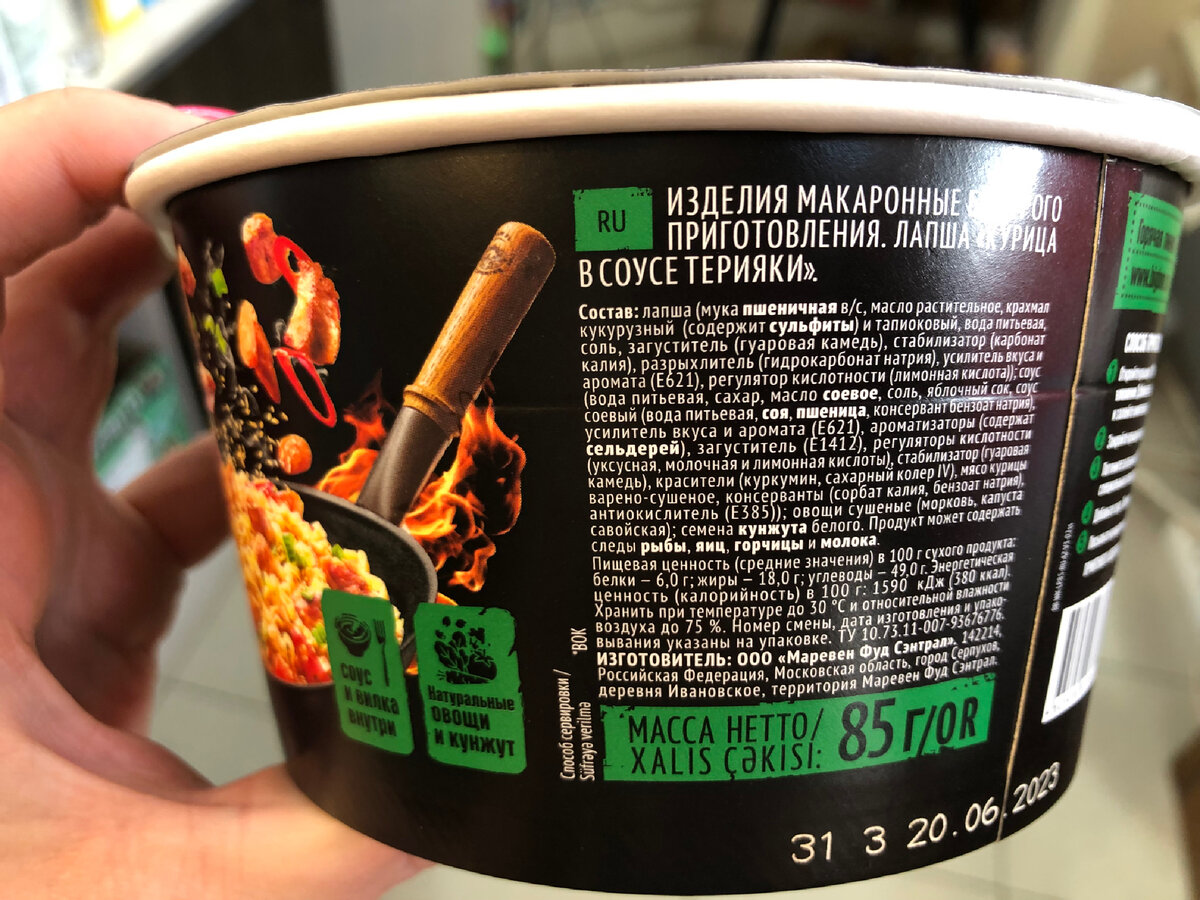 RU
ИЗДЕЛИЯ МАКАРОННЫЕ
ПРИГОТОВЛЕНИЯ. ЛАПША «КУРИЦА
В СОУСЕ ТЕРИЯКИ».
Состав: лапша (мука пшеничная в/с, масло растительное, крахмал
кукурузный (содержит сульфиты) и тапиоковый, вода питьевая,
соль, загуститель (гуаровая камедь), стабилизатор (карбонат
калия), разрыхлитель (гидрокарбонат натрия), усилитель вкуса и
аромата (Е621), регулятор кислотности (лимонная кислота)); соус
(вода питьевая, сахар, масло соевое, соль, яблочный сок, соус
соевый (вода питьевая, соя, пшеница, консервант бензоат натрия),
усилитель вкуса и аромата (Е621), ароматизаторы (содержат
сельдерей), загуститель (Е1412), регуляторы кислотности
(уксусная, молочная и лимонная кислоты), стабилизатор (гуаровая
камедь), красители (куркумин, сахарный колер IV), мясо курицы
варено-сушеное, консерванты (сорбат калия, бензоат натрия),
антиокислитель (Е385)); овощи сушеные (морковь, капуста
савойская); семена кунжута белого. Продукт может содержать
следы рыбы, яиц, горчицы и молока.
Пищевая ценность (средние значения) в 100 г сухого продукта:
белки – 6,0 г; жиры – 18,0 г; углеводы – 49,0 г. Энергетическая
ценность (калорийность) в 100 г: 1590 кДж (380 ккал).
Хранить при температуре до 30 °С и относительной влажности
воздуха до 75 %. Номер смены, дата изготовления и упако-
вывания указаны на упаковке. ТУ 10.73.11-007-93676776.
ИЗГОТОВИТЕЛЬ: ООО «Маревен Фуд Сэнтрал». 142214,
Российская Федерация, Московская область, город Серпухов,
деревня Ивановское, территория Маревен Фуд Сэнтрал.
МАССА НЕТТО/
XALIS ÇƏKISI: 85 Г/QR
соус
и вилка
внутри
Натуральные
овощи
и кунжут
*ВОК
Способ сервировки/
Süfrəyə verilmə
Горячая
31 3 20.06.2023